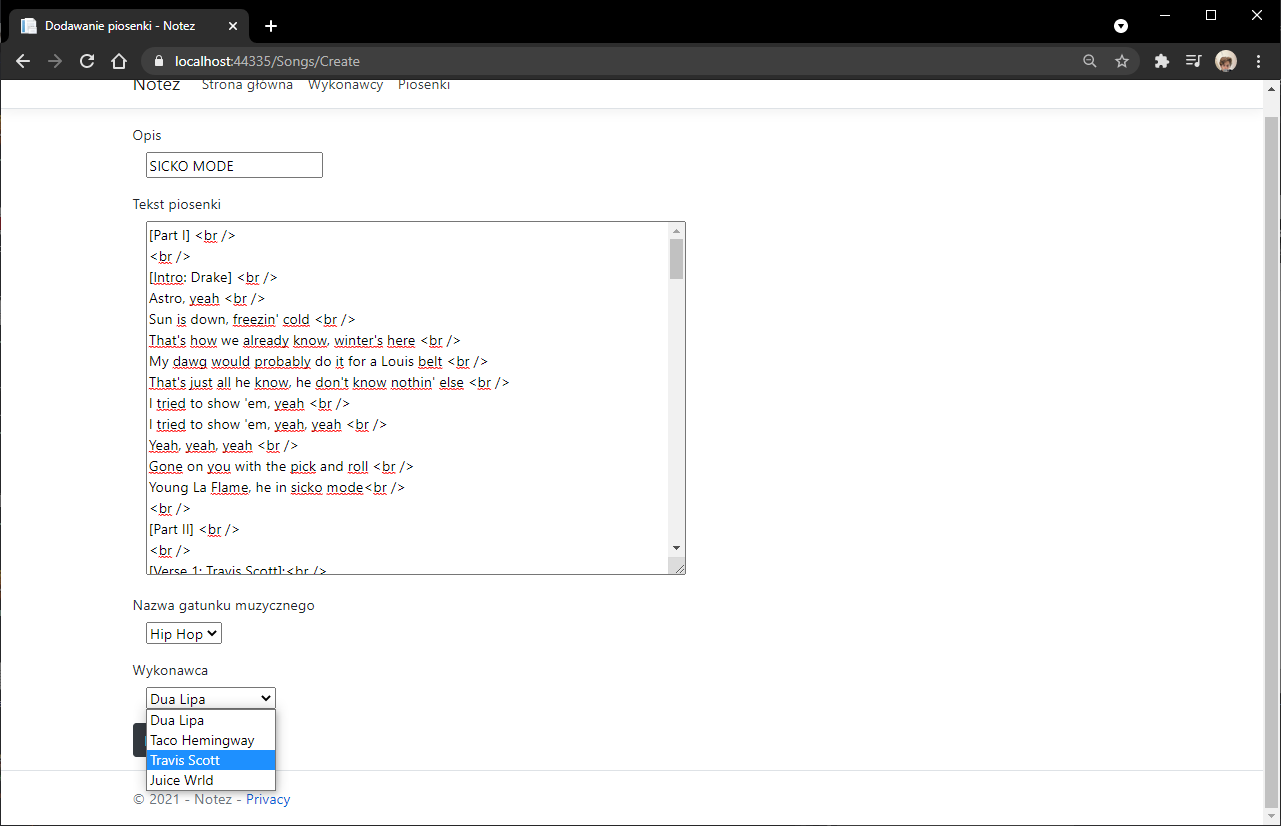 Dodawanie piosenki - Notez
localhost:44335/Songs/Create
Notez Strona główna Wykonawcy Piosenki
Opis
SICKO MODE
Tekst piosenki
[Part I] <br />
<br />
[Intro: Drake] <br />
Astro, yeah <br />
Sun is down, freezin' cold <br />
That's how we already know, winter's here <br />
My dawg would probably do it for a Louis belt <br />
That's just all he know, he don't know nothin' else <br />
I tried to show 'em, yeah <br />
I tried to show 'em, yeah, yeah <br />
Yeah, yeah, yeah <br />
Gone on you with the pick and roll <br />
Young La Flame, he in sicko mode<br />
<br />
[Part II] <br />
<br />
[Verse 1: Travis Scott]:<br />
Nazwa gatunku muzycznego
Hip Hop
Wykonawca
Dua Lipa
Dua Lipa
Taco Hemingway
Travis Scott
Juice Wrld
© 2021 - Notez - Privacy